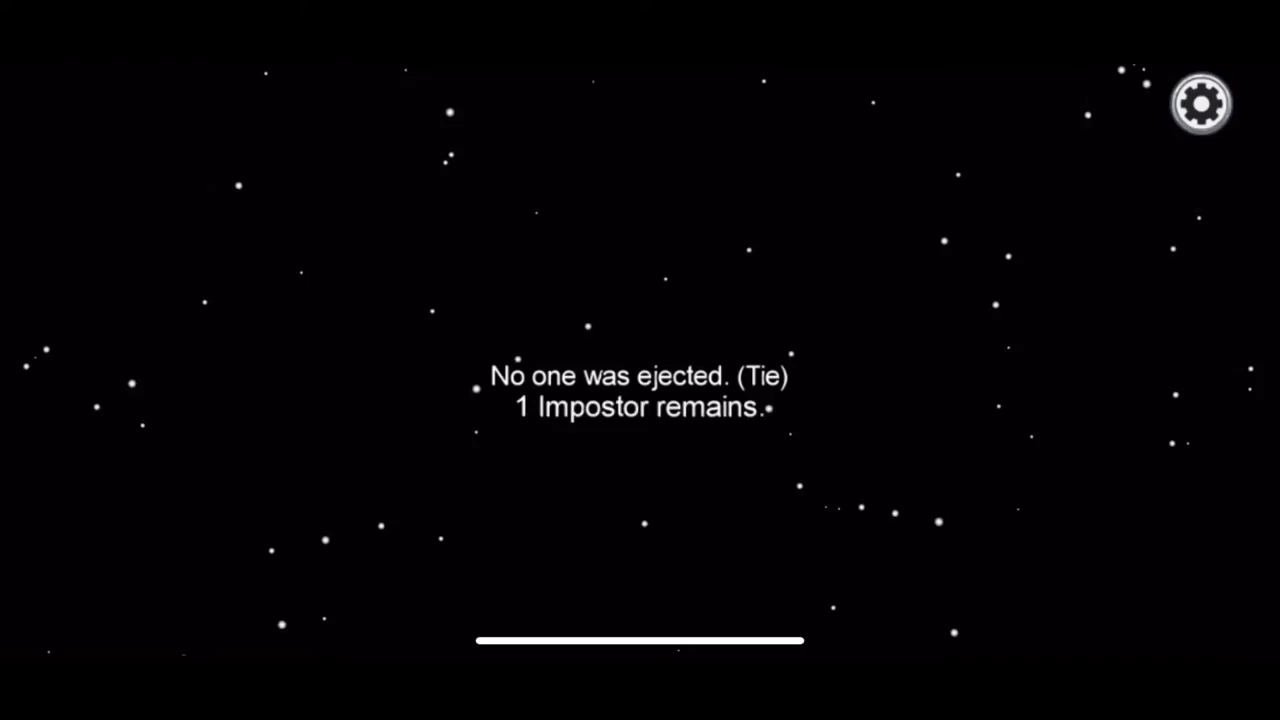 No one was ejected. (Tie)
1 Impostor remains.